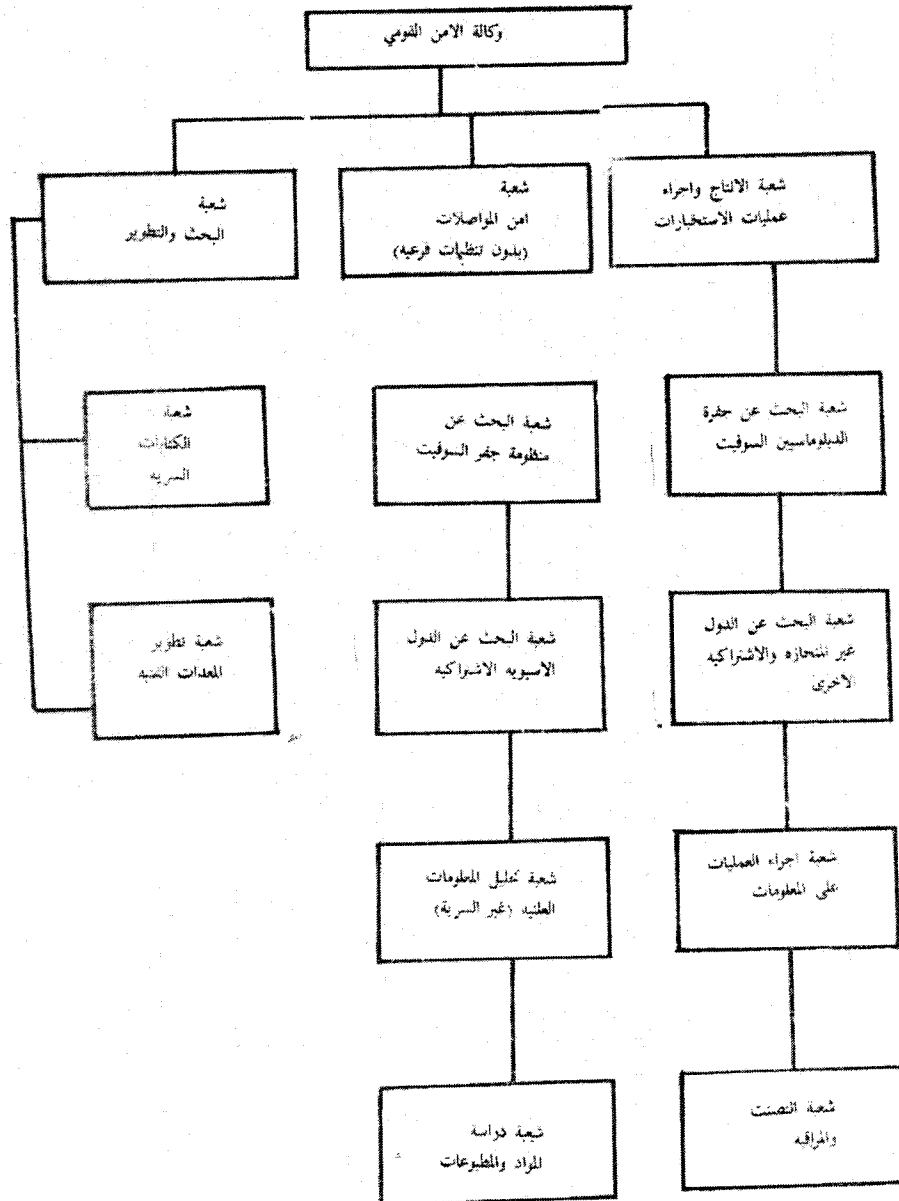 وكالة الامن القومي
شعبة الانتاج واجراء
عمليات الاستخبارات
شعبة
امن المواصلات
(بدون تنظيمات فرعيه)
شعبة
البحث والتطوير
شعبة البحث عن جفرة
الدبلوماسيين السوفيت
شعبة البحث عن
منظومة جفر السوفيت
شعبة
الكتابات
السريه
شعبة البحث عن الدول
غير المنحازه والاشتراكيه
الاخرى
شعبة البحث عن الدول
الاسيويه الاشتراكيه
شعبة تطوير
المعدات الفنيه
شعبة اجراء العمليات
على المعلومات
شعبة تحليل المعلومات
العلنيه (غير السرية)
شعبة التصنت
والمراقبه
شعبة دراسة
المواد والمطبوعات